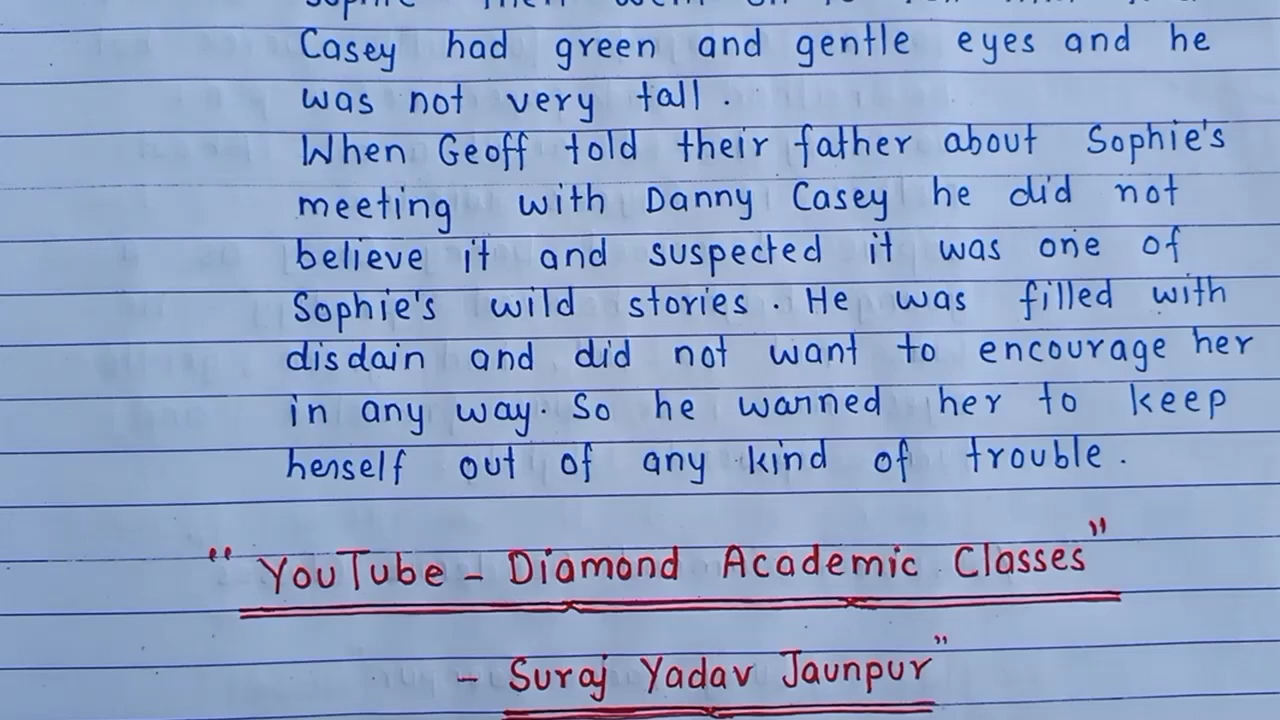 Casey had green and gentle eyes and he
was not very tall.
When Geoff told their father about Sophie's
meeting with Danny Casey he did not
believe it and suspected it was one of
Sophie's wild stories. He was filled with
disdain and did not want to encourage her
in any way. So he warned her to keep
herself out of any kind of trouble.
"YouTube - Diamond Academic Classes"
- Suraj Yadav Jaunpur"